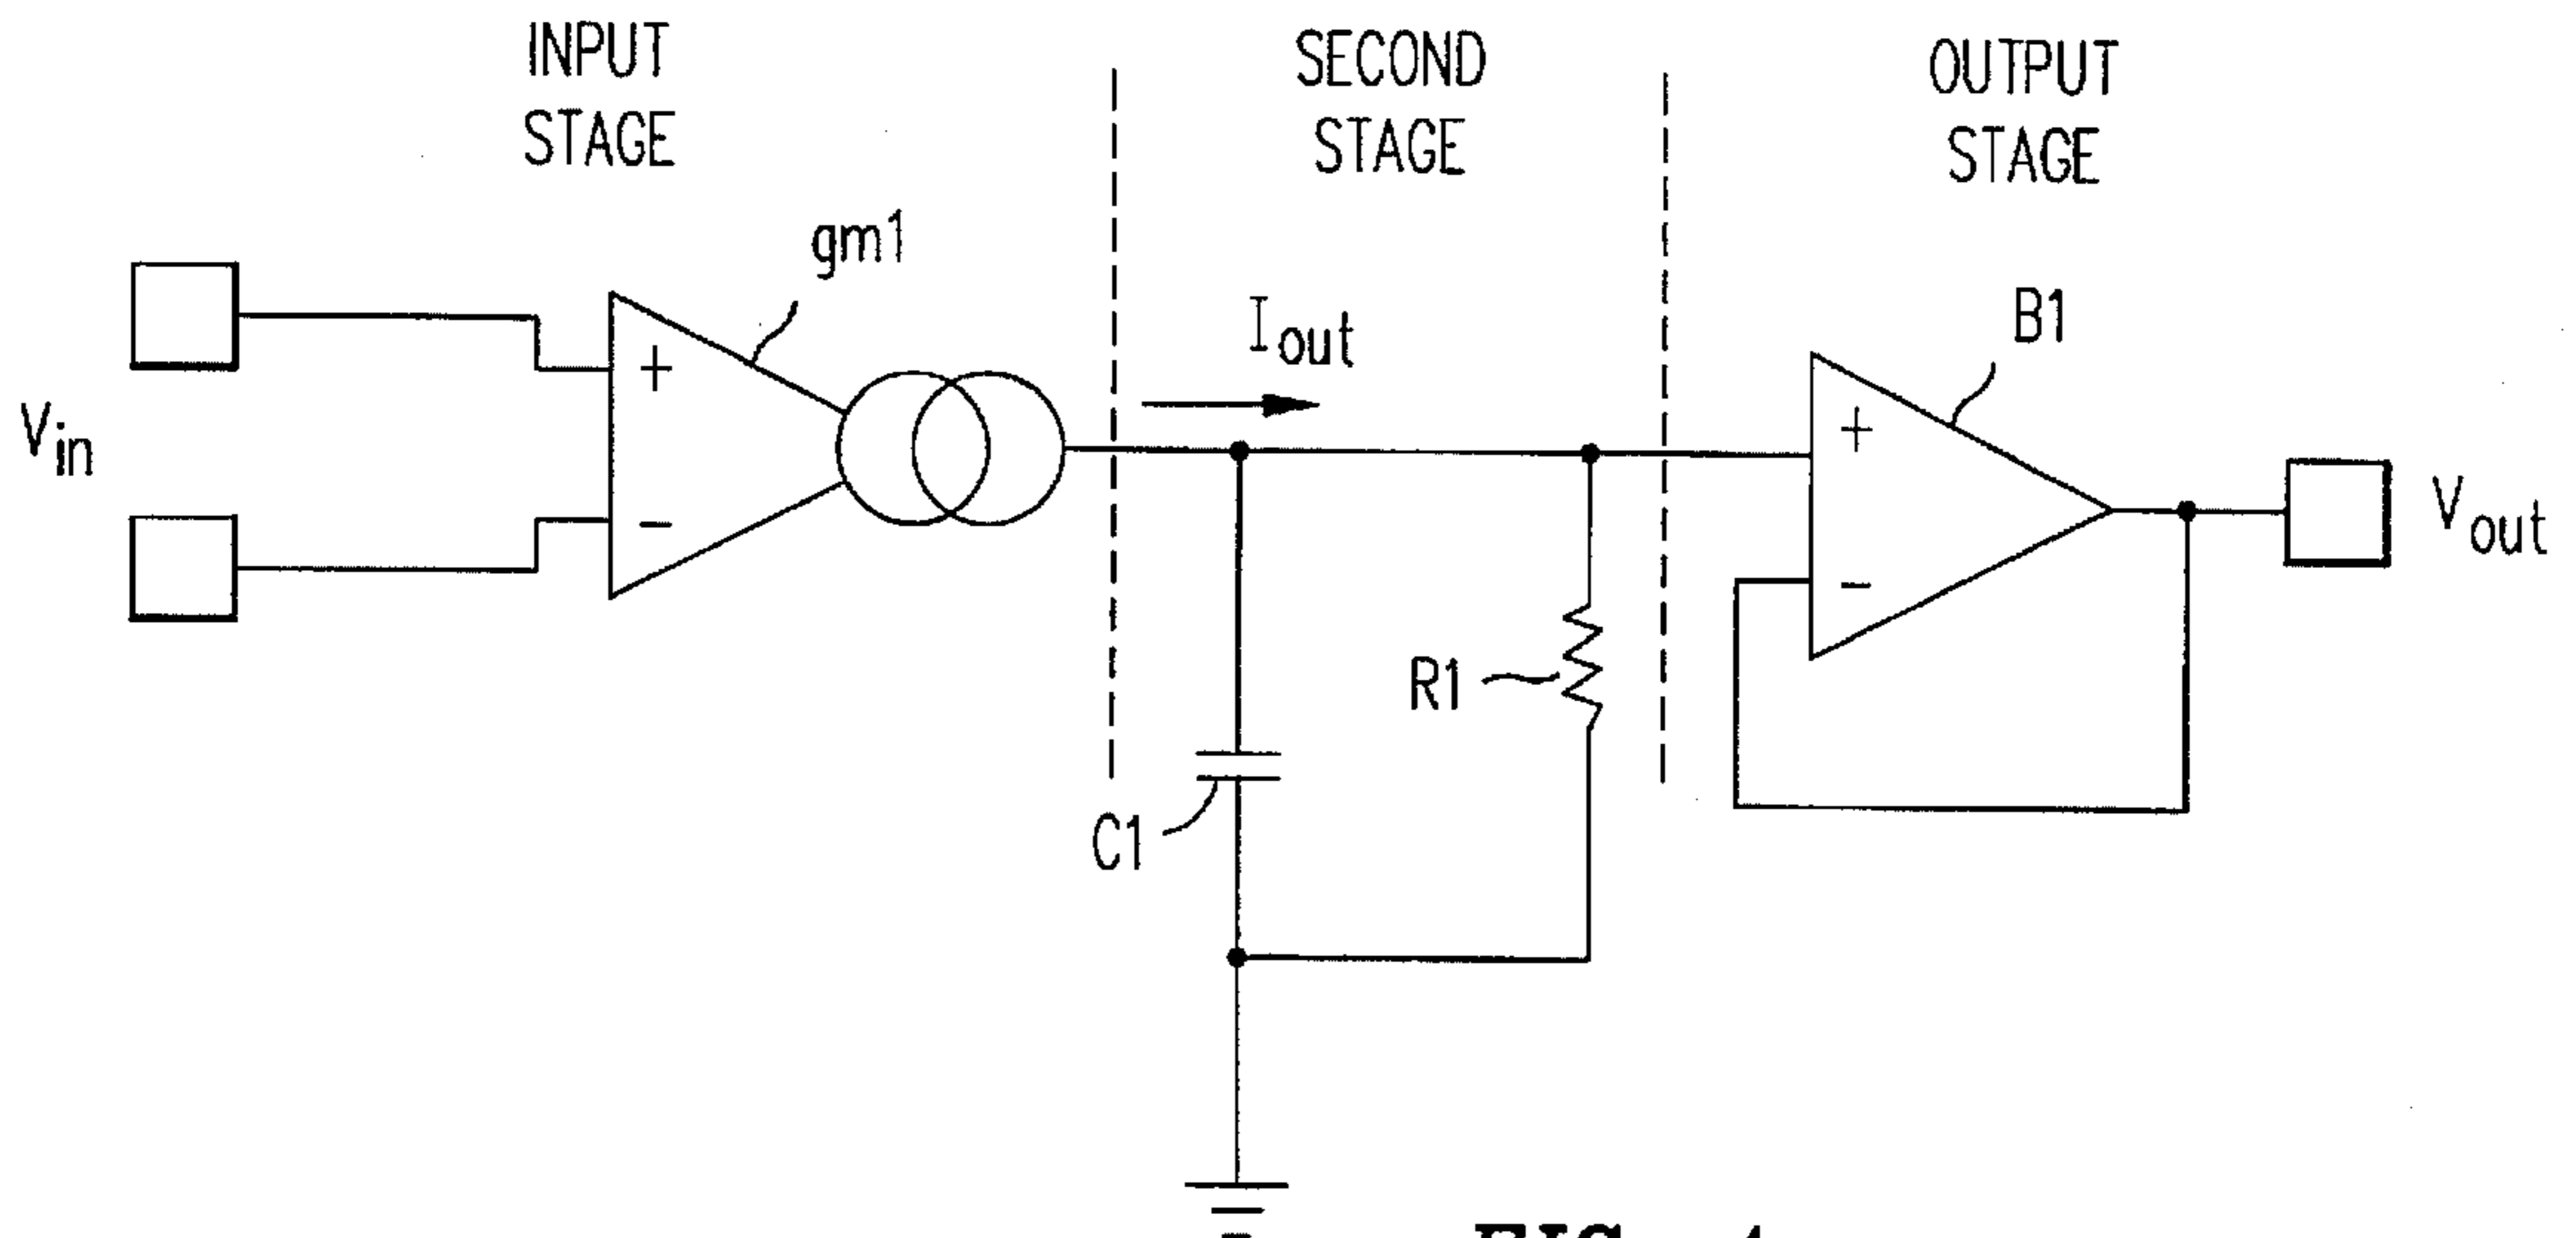 INPUT
STAGE
SECOND
STAGE
OUTPUT
STAGE
gm1
Iout
B1
+
-
+
-
Vin
Vout
R1
C1